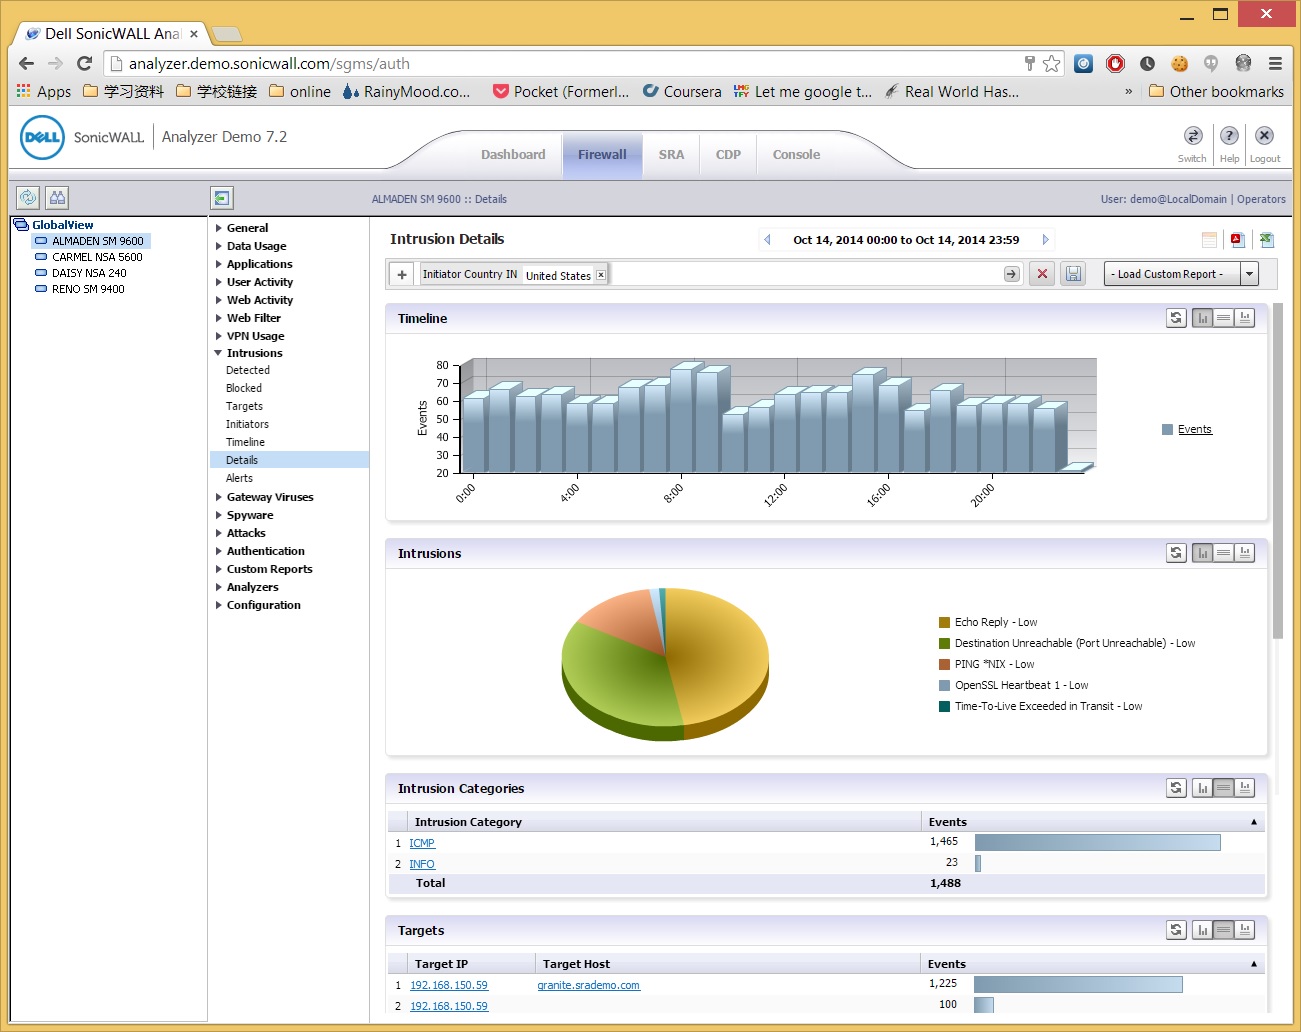 Dell SonicWALL Anal
analyzer.demo.sonicwall.com/sgms/auth
Apps 学习资料 学校链接 online RainyMood.co... Pocket (Formerl... Coursera LMG TFY Let me google t... Real World Has... » Other bookmarks
DELL SonicWALL Analyzer Demo 7.2
Dashboard Firewall SRA CDP Console
Switch Help Logout
ALMADEN SM 9600 :: Details
User: demo@LocalDomain | Operators
GlobalView
ALMADEN SM 9600
CARMEL NSA 5600
DAISY NSA 240
RENO SM 9400
General
Data Usage
Applications
User Activity
Web Activity
Web Filter
VPN Usage
Intrusions
Detected
Blocked
Targets
Initiators
Timeline
Details
Alerts
Gateway Viruses
Spyware
Attacks
Authentication
Custom Reports
Analyzers
Configuration
Intrusion Details
Oct 14, 2014 00:00 to Oct 14, 2014 23:59
+ Initiator Country IN United States x
- Load Custom Report -
Timeline
Events
80
70
60
50
40
30
20
0:00 4:00 8:00 12:00 16:00 20:00
Events
Intrusions
Echo Reply - Low
Destination Unreachable (Port Unreachable) - Low
PING *NIX - Low
OpenSSL Heartbeat 1 - Low
Time-To-Live Exceeded in Transit - Low
Intrusion Categories
Intrusion Category Events
1 ICMP 1,465
2 INFO 23
Total 1,488
Targets
Target IP Target Host Events
1 192.168.150.59 granite.srademo.com 1,225
2 192.168.150.59 100